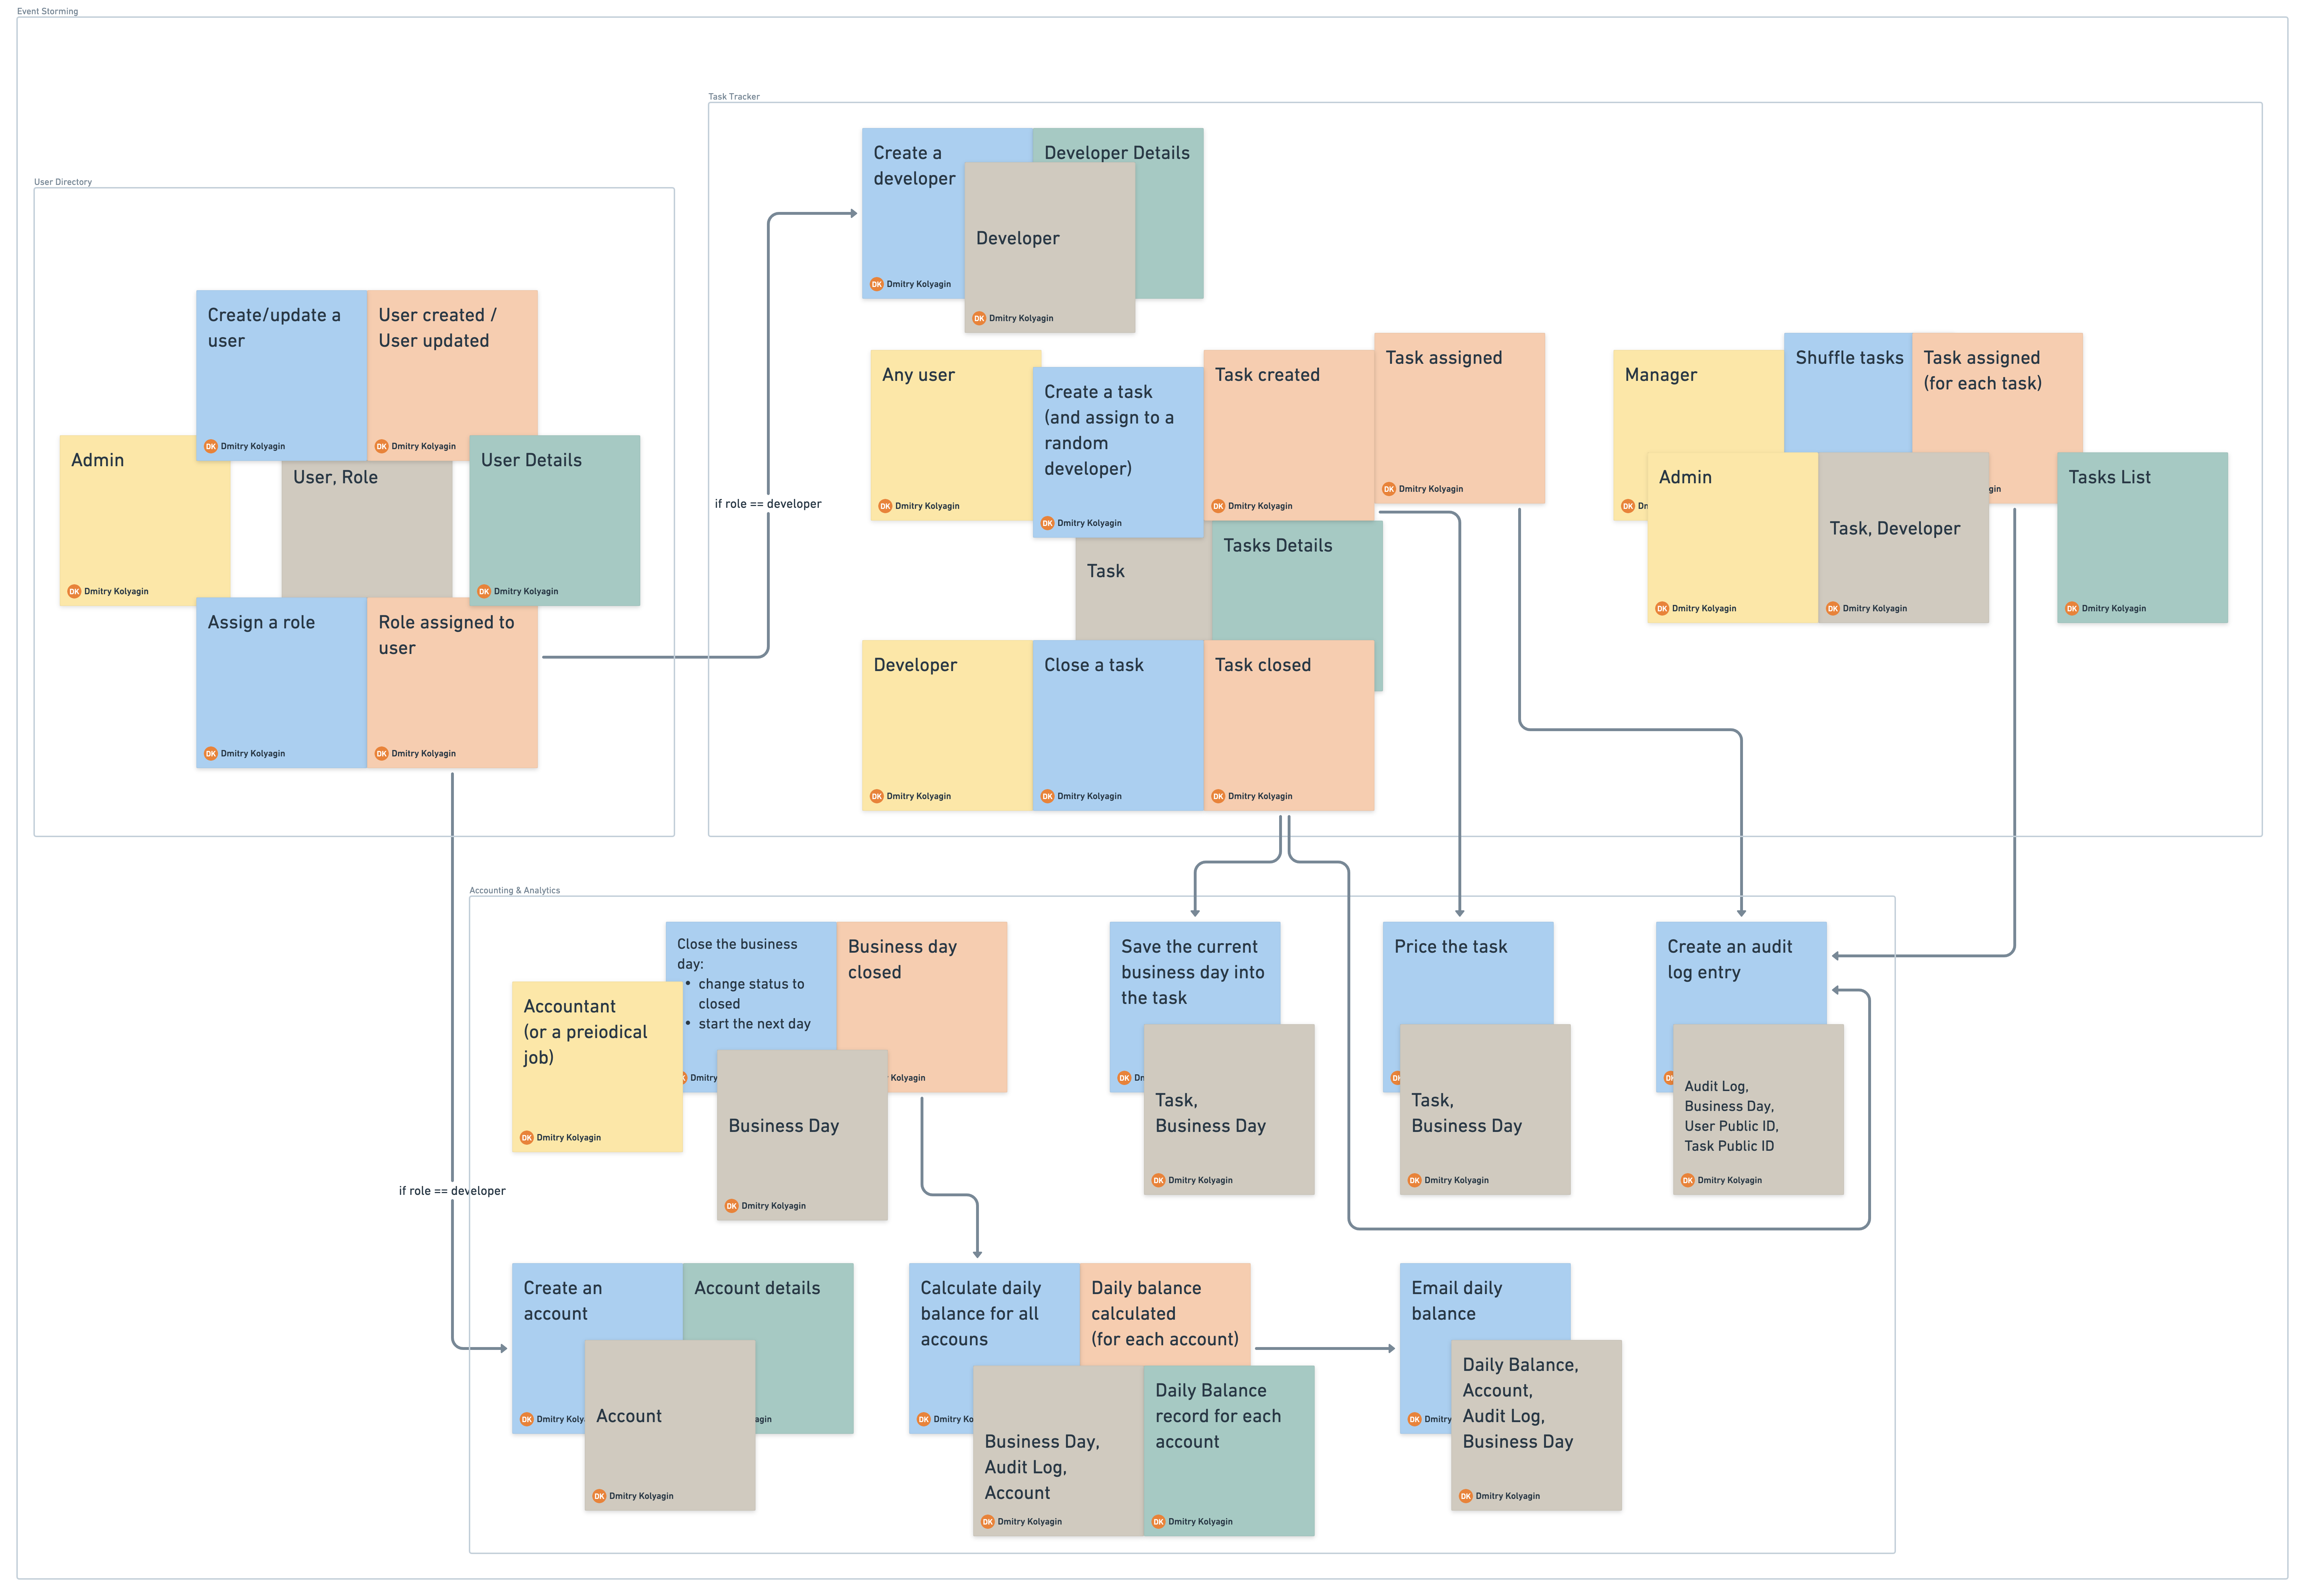 Event Storming
User Directory
Create/update a
user
DK Dmitry Kolyagin
User created /
User updated
DK Dmitry Kolyagin
Admin
DK Dmitry Kolyagin
User, Role
User Details
DK Dmitry Kolyagin
Assign a role
DK Dmitry Kolyagin
Role assigned to
user
DK Dmitry Kolyagin
if role == developer
Task Tracker
Create a
developer
DK Dmitry Kolyagin
Developer Details
Developer
DK Dmitry Kolyagin
Any user
DK Dmitry Kolyagin
Create a task
(and assign to a
random
developer)
DK Dmitry Kolyagin
Task created
DK Dmitry Kolyagin
Task assigned
DK Dmitry Kolyagin
Task
Tasks Details
Developer
DK Dmitry Kolyagin
Close a task
DK Dmitry Kolyagin
Task closed
DK Dmitry Kolyagin
Manager
DK Dn
Shuffle tasks
Task assigned
(for each task)
gin
Admin
DK Dmitry Kolyagin
Task, Developer
DK Dmitry Kolyagin
Tasks List
DK Dmitry Kolyagin
Accounting & Analytics
Accountant
(or a preiodical
job)
DK Dmitry Kolyagin
Close the business
day:
• change status to
closed
• start the next day
Dmitry
Business day
closed
Kolyagin
Business Day
DK Dmitry Kolyagin
Save the current
business day into
the task
DK Dn
Task,
Business Day
DK Dmitry Kolyagin
Price the task
Task,
Business Day
DK Dmitry Kolyagin
Create an audit
log entry
Audit Log,
Business Day,
User Public ID,
Task Public ID
DK Dmitry Kolyagin
if role == developer
Create an
account
DK Dmitry Koly
Account details
agin
Account
DK Dmitry Kolyagin
Calculate daily
balance for all
accouns
DK Dmitry Ko
Daily balance
calculated
(for each account)
Business Day,
Audit Log,
Account
DK Dmitry Kolyagin
Daily Balance
record for each
account
DK Dmitry Kolyagin
Email daily
balance
DK Dmitry
Daily Balance,
Account,
Audit Log,
Business Day
DK Dmitry Kolyagin